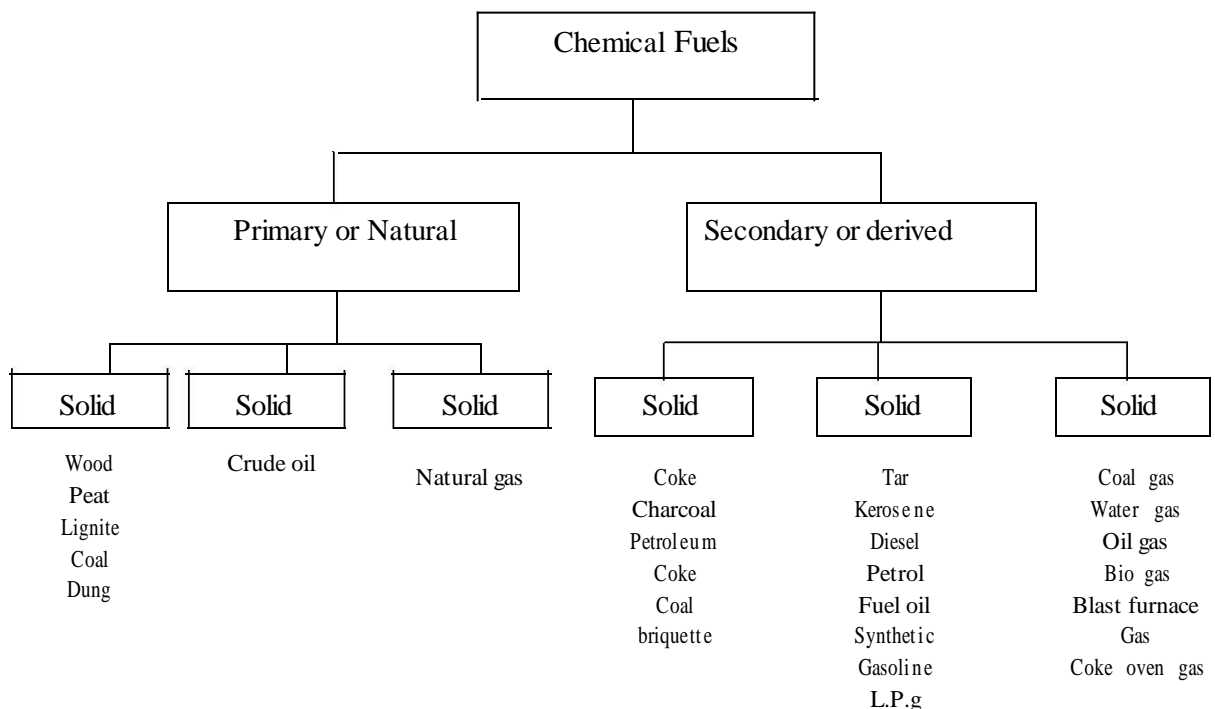 Chemical Fuels
Primary or Natural
Secondary or derived
Solid
Wood
Peat
Lignite
Coal
Dung
Solid
Crude oil
Solid
Natural gas
Solid
Coke
Charcoal
Petroleum
Coke
Coal
briquette
Solid
Tar
Kerosene
Diesel
Petrol
Fuel oil
Synthetic
Gasoline
L.P.g
Solid
Coal gas
Water gas
Oil gas
Bio gas
Blast furnace
Gas
Coke oven gas